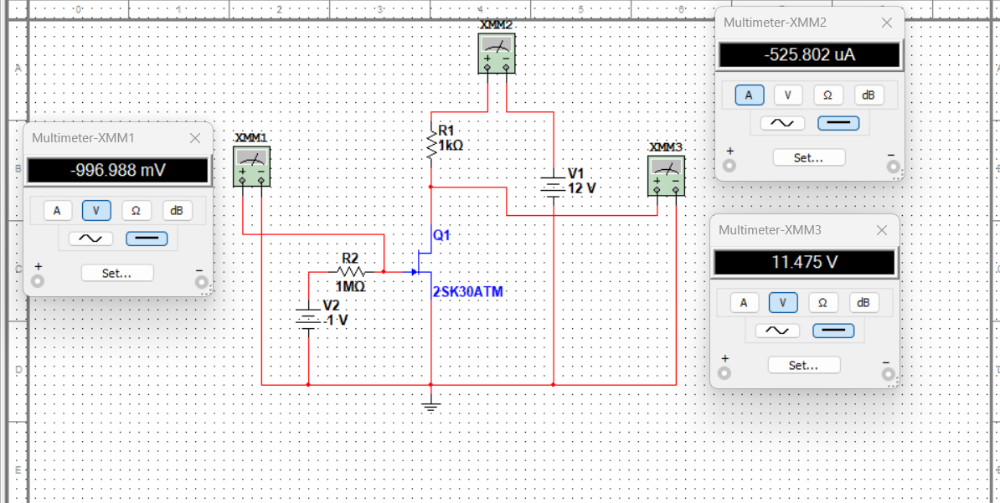 0 1 2 3 4 5 6
A
B
C
D
E
XMM2
Multimeter-XMM2
-525.802 uA
A V Ω dB
Set...
+ −
Multimeter-XMM1
-996.988 mV
A V Ω dB
Set...
+ −
XMM1
+ −
+ −
R1
1kΩ
XMM3
+ −
V1
12 V
Q1
R2
1MΩ
2SK30ATM
V2
-1 V
Multimeter-XMM3
11.475 V
A V Ω dB
Set...
+ −